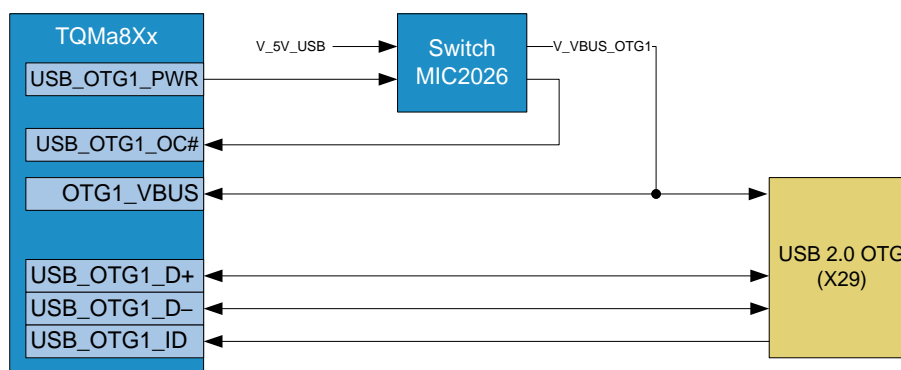 TQMa8Xx
V_5V_USB
Switch
MIC2026
V_VBUS_OTG1
USB_OTG1_PWR
USB_OTG1_OC#
OTG1_VBUS
USB_OTG1_D+
USB_OTG1_D–
USB_OTG1_ID
USB 2.0 OTG
(X29)